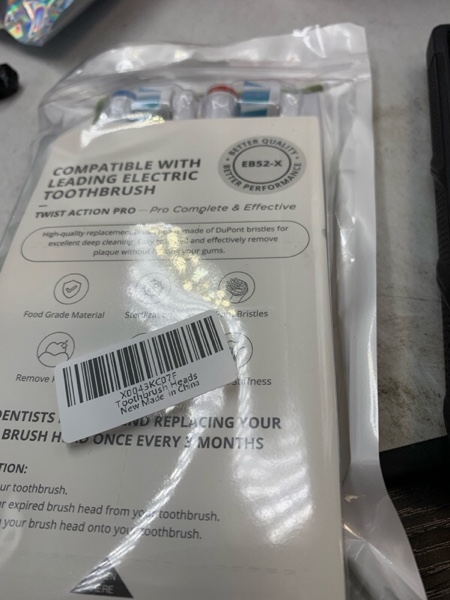 BETTER QUALITY
EB52-X
BETTER PERFORMANCE
COMPATIBLE WITH
LEADING ELECTRIC
TOOTHBRUSH
TWIST ACTION PRO — Pro Complete & Effective
High-quality replacement made of DuPont bristles for
excellent deep cleaning. and effectively remove
plaque without your gums.
Food Grade Material
Bristles
Remove
Stiffness
X0043KC07F
Toothbrush Heads
New Made in China
DENTISTS AND REPLACING YOUR
BRUSH HEAD ONCE EVERY 3 MONTHS
TION:
ur toothbrush.
ur expired brush head from your toothbrush.
your brush head onto your toothbrush.